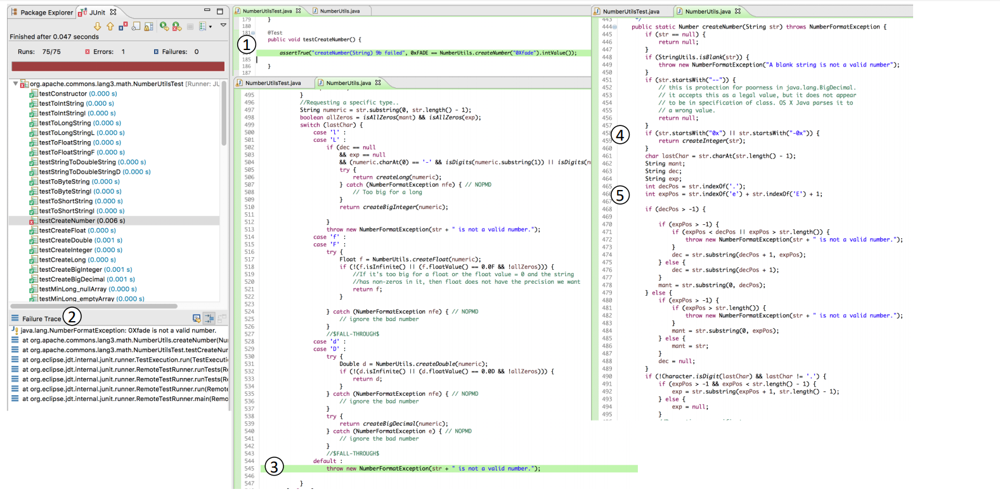 Package Explorer JUnit
Finished after 0.047 seconds
Runs: 75/75 Errors: 1 Failures: 0
org.apache.commons.lang3.math.NumberUtilsTest [Runner: JU
testConstructor (0.000 s)
testToIntString (0.000 s)
testToIntStringI (0.000 s)
testToLongString (0.000 s)
testToLongStringL (0.000 s)
testToFloatString (0.000 s)
testToFloatStringF (0.000 s)
testStringToDoubleString (0.000 s)
testStringToDoubleStringD (0.000 s)
testToByteString (0.000 s)
testToByteStringI (0.000 s)
testToShortString (0.000 s)
testToShortStringI (0.000 s)
testCreateNumber (0.006 s)
testCreateFloat (0.000 s)
testCreateDouble (0.001 s)
testCreateInteger (0.000 s)
testCreateLong (0.000 s)
testCreateBigInteger (0.001 s)
testCreateBigDecimal (0.001 s)
testMinLong_nullArray (0.000 s)
testMinLong_emptyArray (0.000 s)
Failure Trace 2
java.lang.NumberFormatException: 0Xfade is not a valid number.
at org.apache.commons.lang3.math.NumberUtils.createNumber(Nu
at org.apache.commons.lang3.math.NumberUtilsTest.testCreateNur
at org.eclipse.jdt.internal.junit.runner.TestExecution.run(TestExecuti
at org.eclipse.jdt.internal.junit.runner.RemoteTestRunner.runTests(R
at org.eclipse.jdt.internal.junit.runner.RemoteTestRunner.runTests(R
at org.eclipse.jdt.internal.junit.runner.RemoteTestRunner.run(Remote
at org.eclipse.jdt.internal.junit.runner.RemoteTestRunner.main(Remo
NumberUtilsTest.java NumberUtils.java
179 }
180
181 @Test
1 public void testCreateNumber() {
assertTrue("createNumber(String) 9b failed", 0xFADE == NumberUtils.createNumber("0Xfade").intValue());
185
186 }
187
NumberUtilsTest.java NumberUtils.java
495 }
496 //Requesting a specific type..
497 String numeric = str.substring(0, str.length() - 1);
498 boolean allZeros = isAllZeros(mant) && isAllZeros(exp);
499 switch (lastChar) {
500 case 'l' :
501 case 'L' :
502 if (dec == null
503 && exp == null
504 && (numeric.charAt(0) == '-' && isDigits(numeric.substring(1)) || isDigits(n
505 try {
506 return createLong(numeric);
507 } catch (NumberFormatException nfe) { // NOPMD
508 // Too big for a long
509 }
510 return createBigInteger(numeric);
511
512 }
513 throw new NumberFormatException(str + " is not a valid number.");
514 case 'f' :
515 case 'F' :
516 try {
517 Float f = NumberUtils.createFloat(numeric);
518 if (!(f.isInfinite() || (f.floatValue() == 0.0F && !allZeros))) {
519 //If it's too big for a float or the float value = 0 and the string
520 //has non-zeros in it, then float does not have the precision we want
521 return f;
522 }
523
524 } catch (NumberFormatException nfe) { // NOPMD
525 // ignore the bad number
526 }
527 //$FALL-THROUGH$
528 case 'd' :
529 case 'D' :
530 try {
531 Double d = NumberUtils.createDouble(numeric);
532 if (!(d.isInfinite() || (d.floatValue() == 0.0D && !allZeros))) {
533 return d;
534 }
535 } catch (NumberFormatException nfe) { // NOPMD
536 // ignore the bad number
537 }
538 try {
539 return createBigDecimal(numeric);
540 } catch (NumberFormatException e) { // NOPMD
541 // ignore the bad number
542 }
543 //$FALL-THROUGH$
544 default :
545 3 throw new NumberFormatException(str + " is not a valid number.");
546
547 }
NumberUtilsTest.java NumberUtils.java
443 */
444 public static Number createNumber(String str) throws NumberFormatException {
445 if (str == null) {
446 return null;
447 }
448 if (StringUtils.isBlank(str)) {
449 throw new NumberFormatException("A blank string is not a valid number");
450 }
451 if (str.startsWith("--")) {
452 // this is protection for poorness in java.lang.BigDecimal.
453 // it accepts this as a legal value, but it does not appear
454 // to be in specification of class. OS X Java parses it to
455 // a wrong value.
456 return null;
457 }
458 4 if (str.startsWith("0x") || str.startsWith("-0x")) {
459 return createInteger(str);
460 }
461 char lastChar = str.charAt(str.length() - 1);
462 String mant;
463 String dec;
464 String exp;
465 int decPos = str.indexOf('.');
466 5 int expPos = str.indexOf('e') + str.indexOf('E') + 1;
467
468 if (decPos > -1) {
469
470 if (expPos > -1) {
471 if (expPos < decPos || expPos > str.length()) {
472 throw new NumberFormatException(str + " is not a valid number.");
473 }
474 dec = str.substring(decPos + 1, expPos);
475 } else {
476 dec = str.substring(decPos + 1);
477 }
478 mant = str.substring(0, decPos);
479 } else {
480 if (expPos > -1) {
481 if (expPos > str.length()) {
482 throw new NumberFormatException(str + " is not a valid number.");
483 }
484 mant = str.substring(0, expPos);
485 } else {
486 mant = str;
487 }
488 dec = null;
489 }
490 if (!Character.isDigit(lastChar) && lastChar != '.') {
491 if (expPos > -1 && expPos < str.length() - 1) {
492 exp = str.substring(expPos + 1, str.length() - 1);
493 } else {
494 exp = null;
495 }